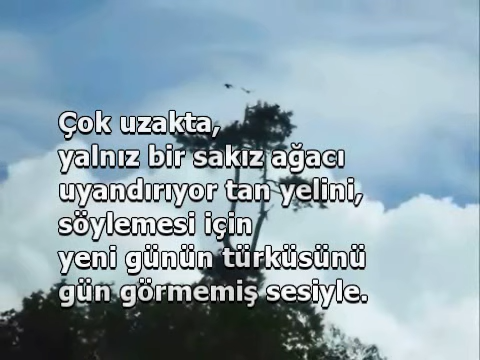 Çok uzakta,
yalnız bir sakız ağacı
uyandırıyor tan yelini,
söylemesi için
yeni günün türküsünü
gün görmemiş sesiyle.